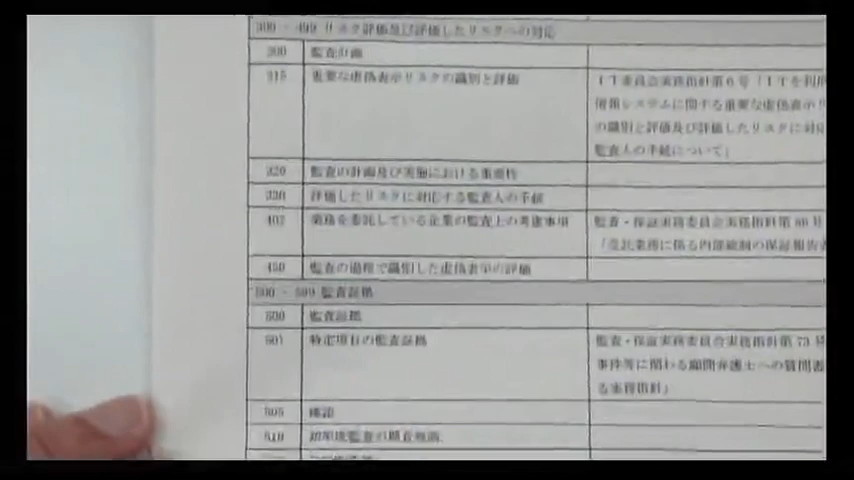 300 - 499 リスク評価及び評価したリスクへの対応
300 監査計画
315 重要な虚偽表示リスクの識別と評価 IT委員会実務指針第6号「ITを利用
情報システムに関する重要な虚偽表示リ
の識別と評価及び評価したリスクに対応
監査人の手続について」
320 監査の計画及び実施における重要性
330 評価したリスクに対応する監査人の手続
402 業務を委託している企業の監査上の考慮事項 監査・保証実務委員会実務指針第86号
「受託業務に係る内部統制の保証報告書
450 監査の過程で識別した虚偽表示の評価
500 - 599 監査証拠
500 監査証拠
501 特定項目の監査証拠 監査・保証実務委員会実務指針第73号
事件等に関わる顧問弁護士への質問書
る実務指針」
505 確認
510 初年度監査の期首残高